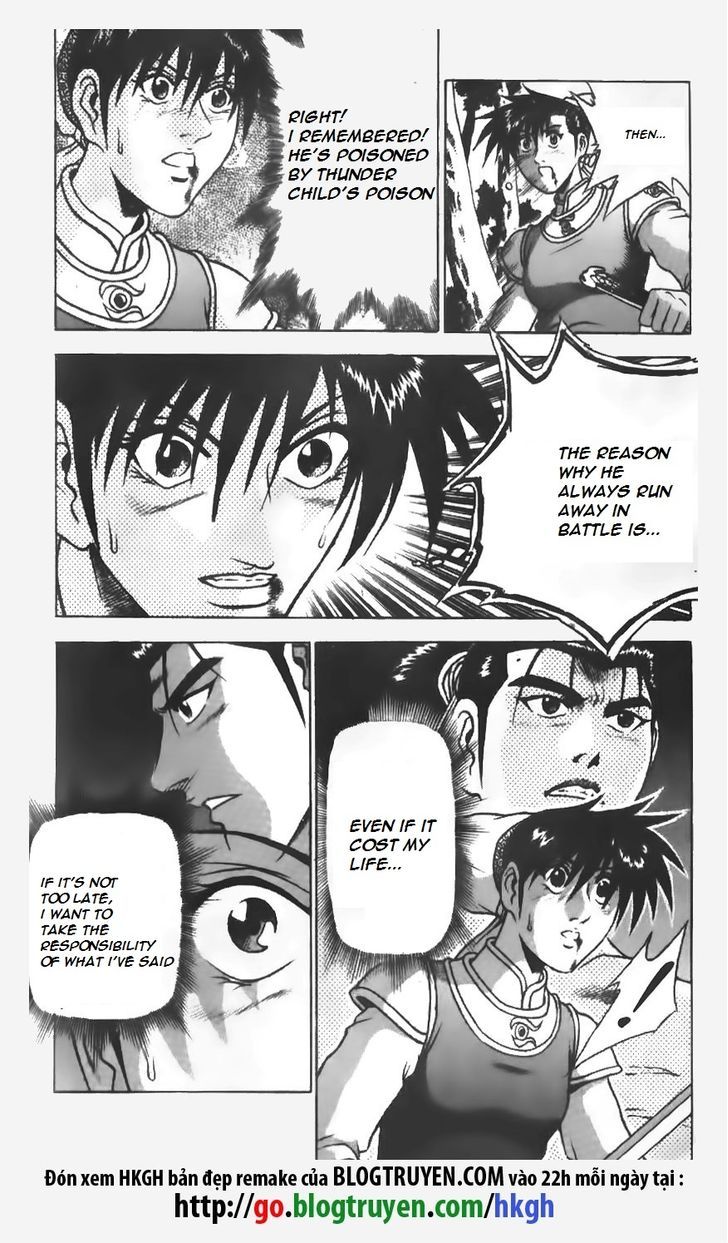 RIGHT!
I REMEMBERED!
HE'S POISONED
BY THUNDER
CHILD'S POISON
THEN...
THE REASON
WHY HE
ALWAYS RUN
AWAY IN
BATTLE IS...
IF IT'S NOT
TOO LATE,
I WANT TO
TAKE THE
RESPONSIBILITY
OF WHAT I'VE SAID
EVEN IF IT
COST MY
LIFE...
!
Đón xem HKGH bản đẹp remake của BLOGTRUYEN.COM vào 22h mỗi ngày tại :
http://go.blogtruyen.com/hkgh